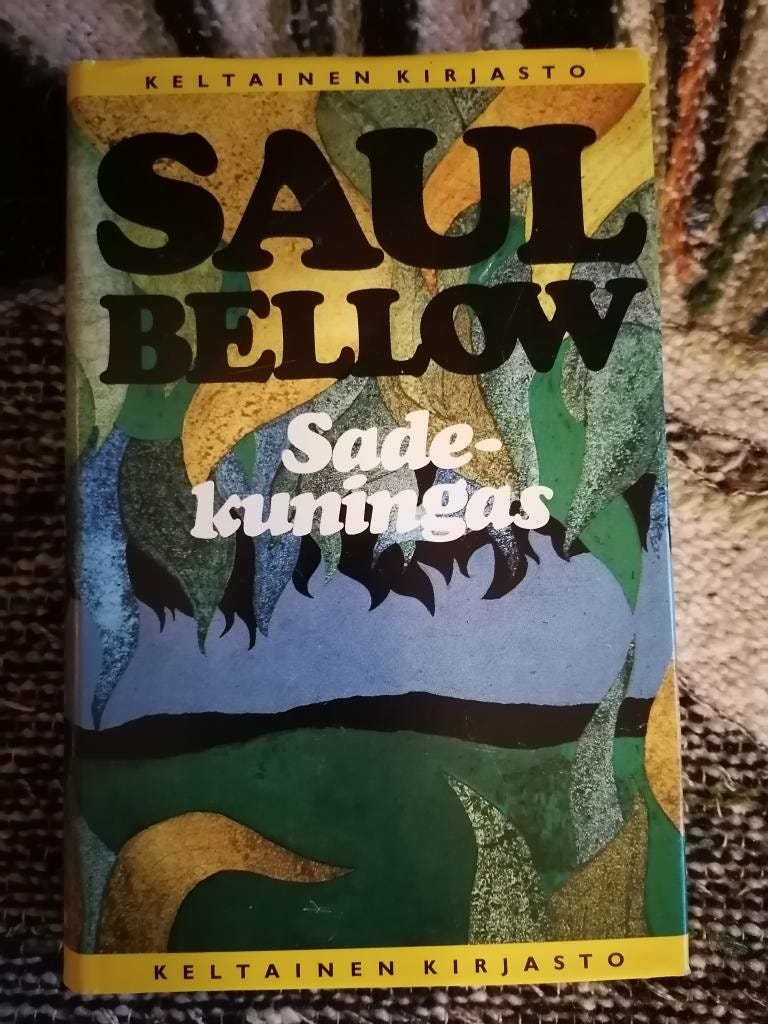 KELTAINEN KIRJASTO
SAUL
BELLOW
Sade-
kuningas
KELTAINEN KIRJASTO